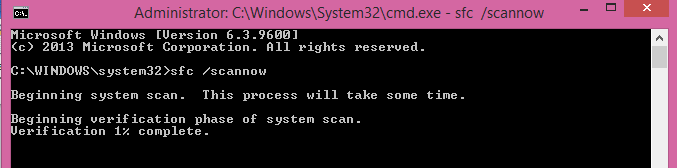 Administrator: C:\Windows\System32\cmd.exe - sfc  /scannow
Microsoft Windows [Version 6.3.9600]
(c) 2013 Microsoft Corporation. All rights reserved.
C:\WINDOWS\system32>sfc /scannow
Beginning system scan.  This process will take some time.
Beginning verification phase of system scan.
Verification 1% complete.